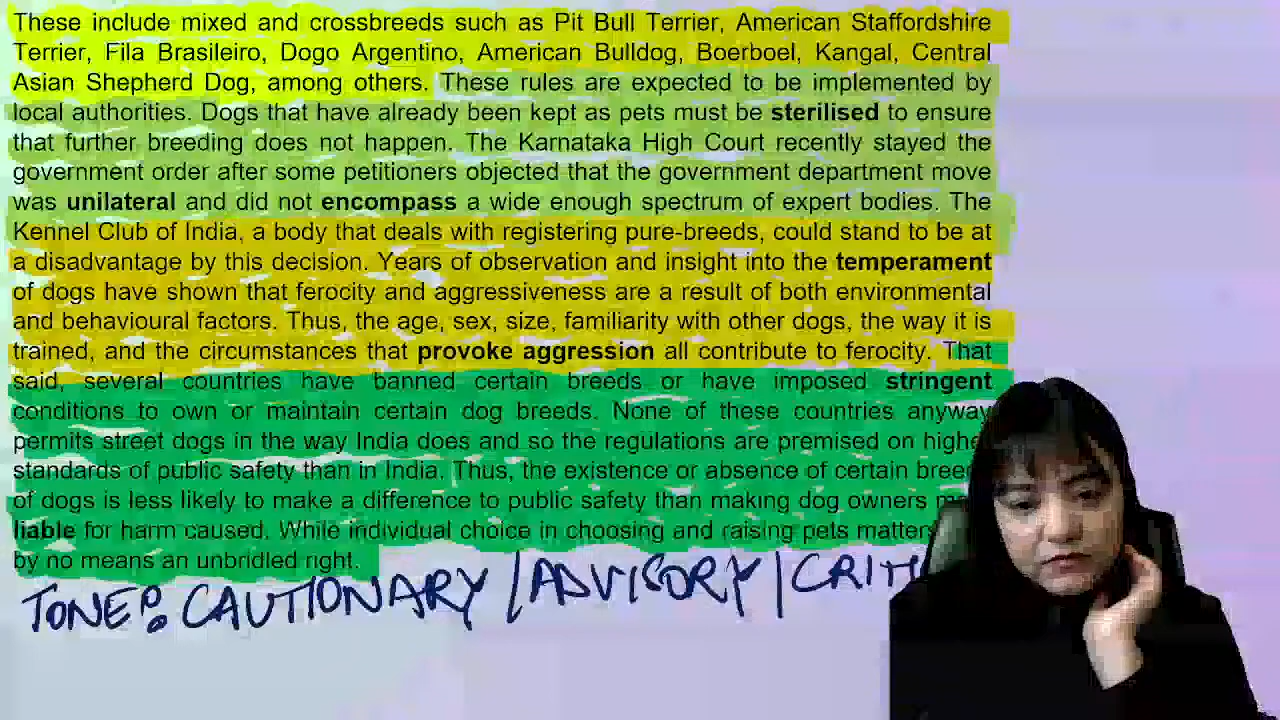 These include mixed and crossbreeds such as Pit Bull Terrier, American Staffordshire
Terrier, Fila Brasileiro, Dogo Argentino, American Bulldog, Boerboel, Kangal, Central
Asian Shepherd Dog, among others. These rules are expected to be implemented by
local authorities. Dogs that have already been kept as pets must be sterilised to ensure
that further breeding does not happen. The Karnataka High Court recently stayed the
government order after some petitioners objected that the government department move
was unilateral and did not encompass a wide enough spectrum of expert bodies. The
Kennel Club of India, a body that deals with registering pure-breeds, could stand to be at
a disadvantage by this decision. Years of observation and insight into the temperament
of dogs have shown that ferocity and aggressiveness are a result of both environmental
and behavioural factors. Thus, the age, sex, size, familiarity with other dogs, the way it is
trained, and the circumstances that provoke aggression all contribute to ferocity. That
said, several countries have banned certain breeds or have imposed stringent
conditions to own or maintain certain dog breeds. None of these countries anyway
permits street dogs in the way India does and so the regulations are premised on
standards of public safety than in India. Thus, the existence or absence of certain
of dogs is less likely to make a difference to public safety than making dog owners
liable for harm caused. While individual choice in choosing and raising pets matters
by no means an unbridled right.
TONE: CAUTIONARY / ADVISORY /